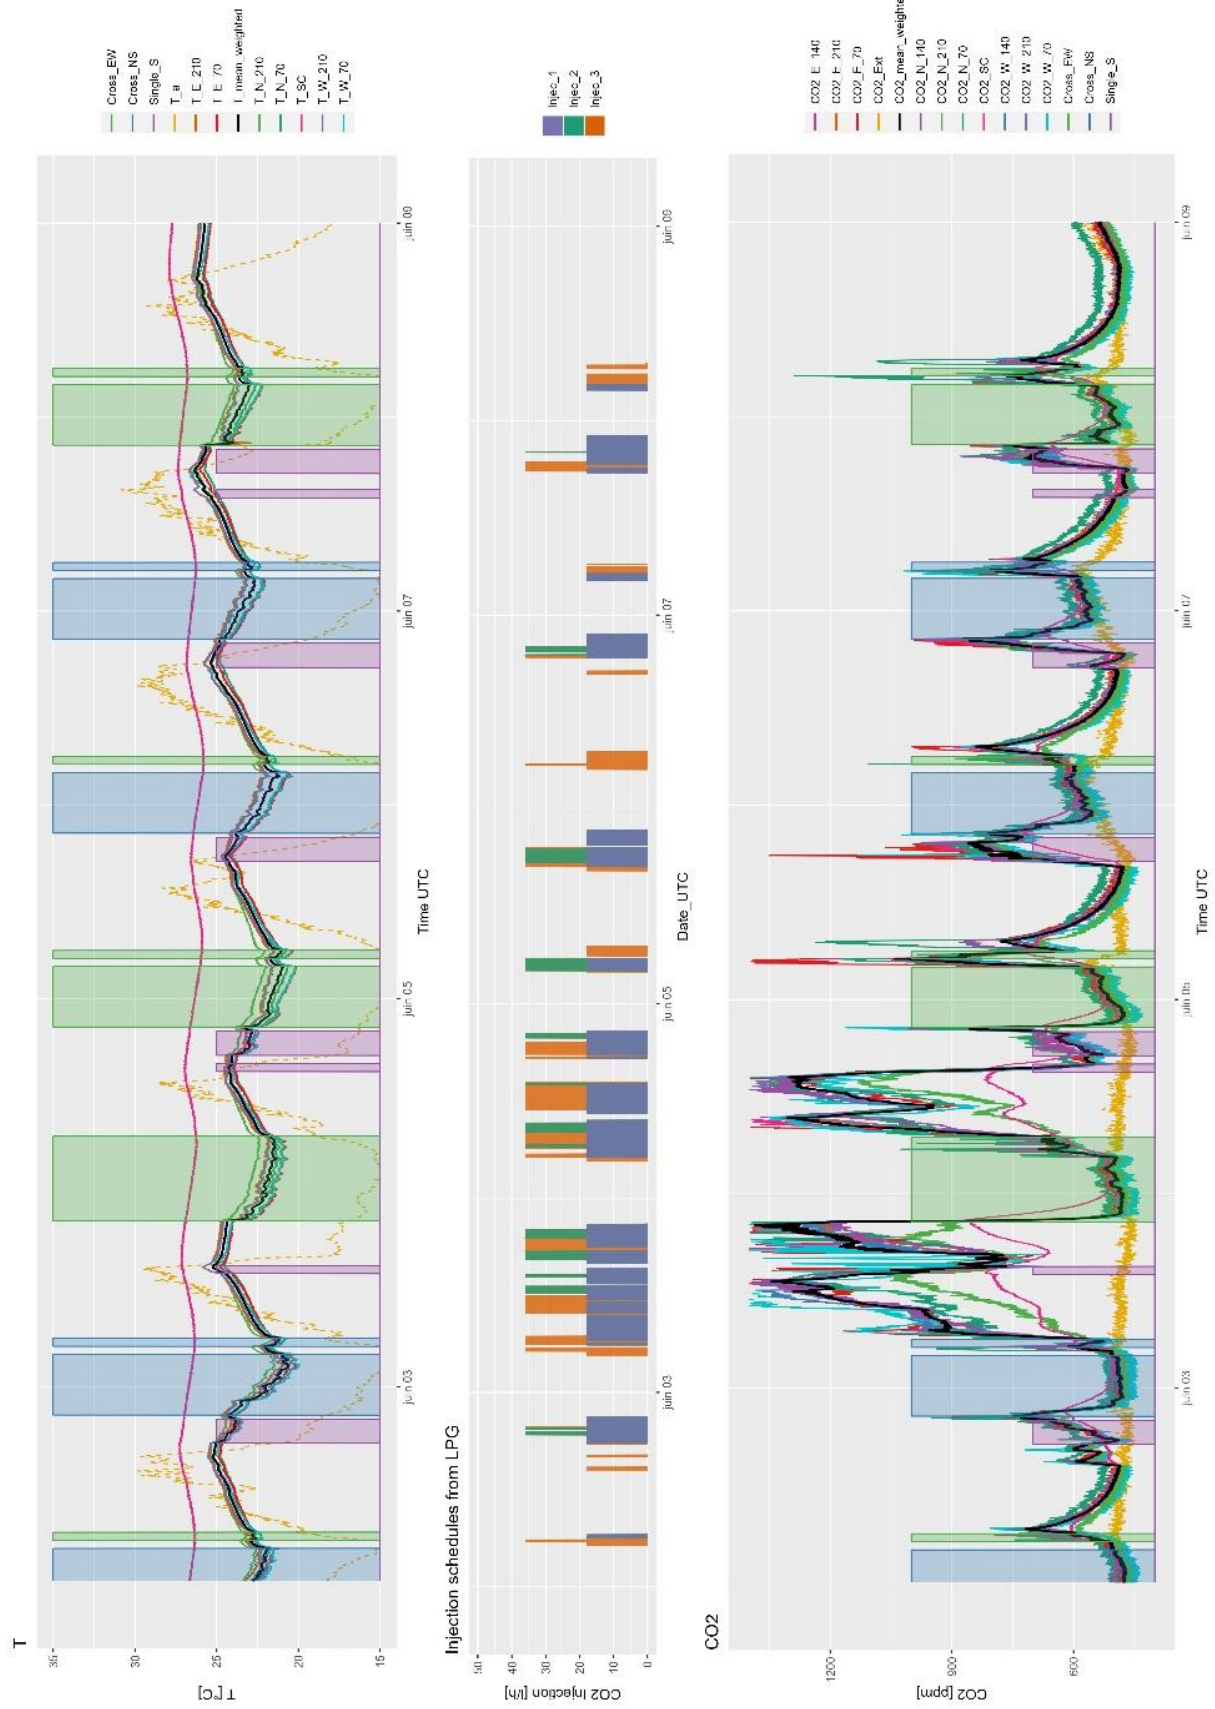 T
T [°C]
35
25
20
15
juin 03
juin 05
juin 07
juin 09
Time UTC
Cross_EW
Cross_NS
Single_S
T_a
T_E_210
T_E_70
T_mean_weighted
T_N_210
T_N_70
T_SC
T_W_210
T_W_70
Injection schedules from LPG
CO2 Injection [l/h]
50
40
30
20
10
0
juin 03
juin 05
juin 07
juin 09
Date_UTC
Injec_1
Injec_2
Injec_3
CO2
CO2 [ppm]
1200
900
600
juin 03
juin 05
juin 07
juin 09
Time UTC
CO2_E_140
CO2_E_210
CO2_E_70
CO2_Ext
CO2_mean_weighte
CO2_N_140
CO2_N_210
CO2_N_70
CO2_SC
CO2_W_140
CO2_W_210
CO2_W_70
Cross_EW
Cross_NS
Single_S